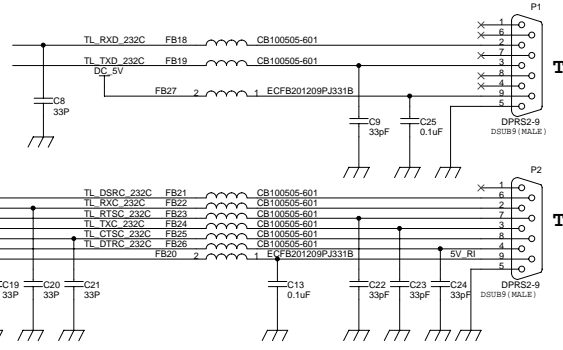 P1
1
6
TL_RXD_232C FB18 CB100505-601 2
7
TL_TXD_232C FB19 CB100505-601 3
DC_5V 8
4
FB27 2 1 ECFB201209PJ331B 9
5
C8
33P
C9
33pF
C25
0.1uF
DPRS2-9
DSUB9(MALE)
T
P2
1
TL_DSRC_232C FB21 CB100505-601 6
TL_RXC_232C FB22 CB100505-601 2
TL_RTSC_232C FB23 CB100505-601 7
TL_TXC_232C FB24 CB100505-601 3
TL_CTSC_232C FB25 CB100505-601 8
TL_DTRC_232C FB26 CB100505-601 4
FB20 2 1 ECFB201209PJ331B 5V_RI 9
5
T
C19
33P
C20
33P
C21
33P
C13
0.1uF
C22
33pF
C23
33pF
C24
33pF
DPRS2-9
DSUB9(MALE)